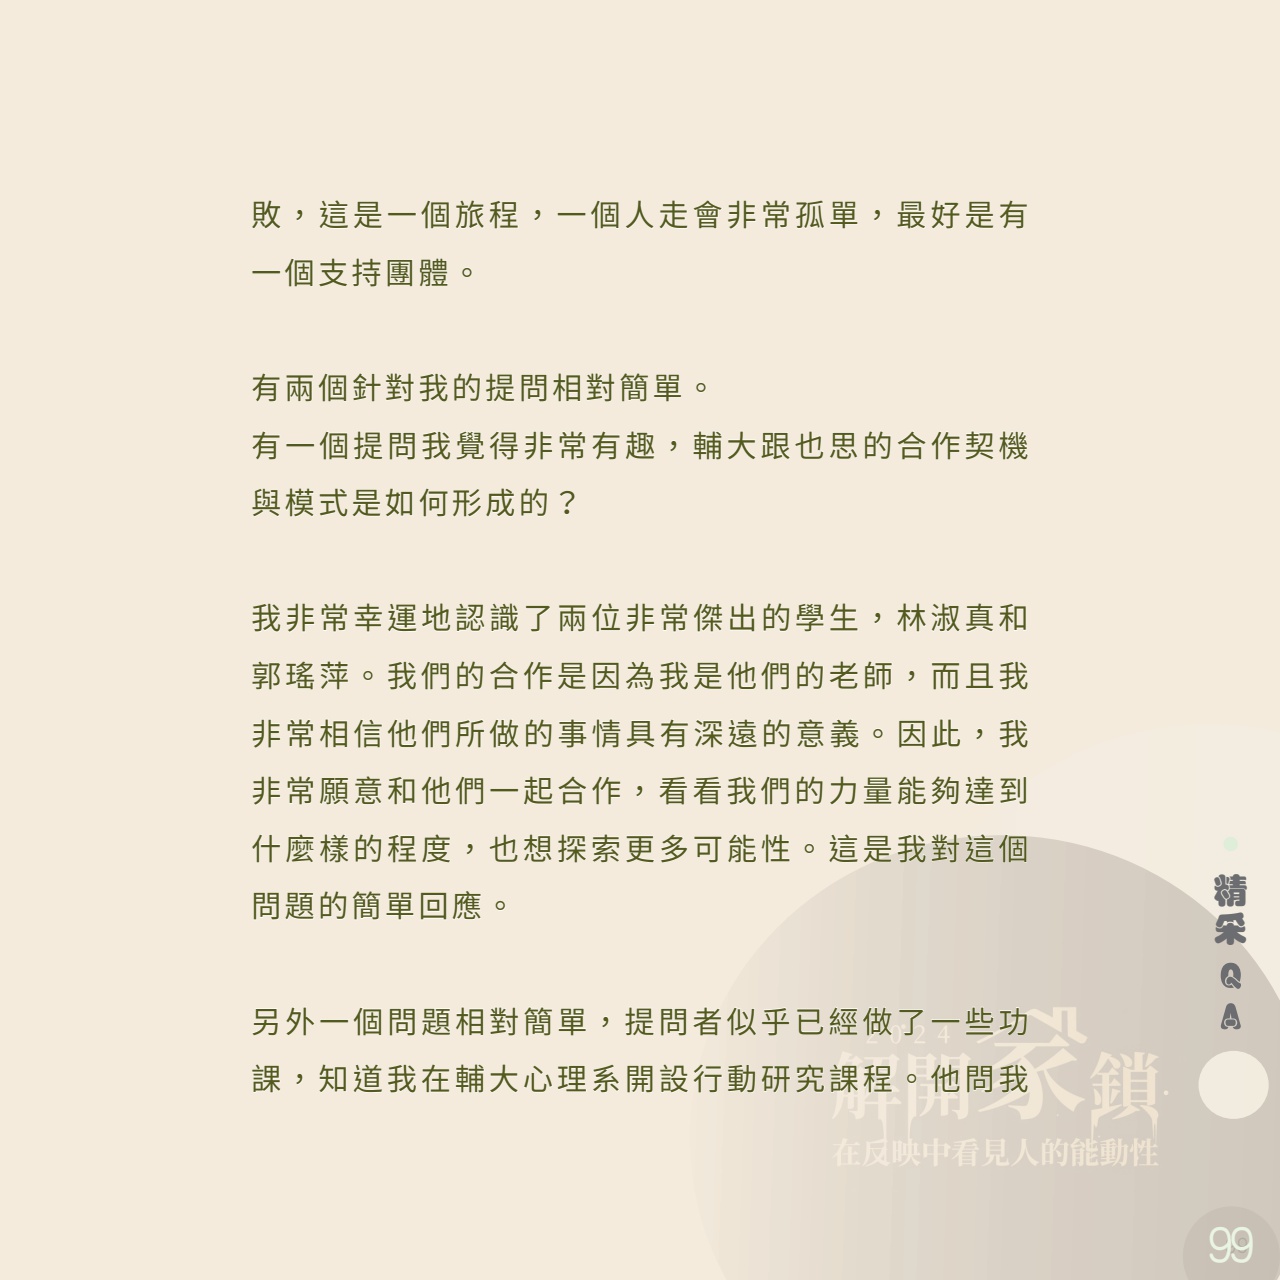 敗，這是一個旅程，一個人走會非常孤單，最好是有
一個支持團體。
有兩個針對我的提問相對簡單。
有一個提問我覺得非常有趣，輔大跟也思的合作契機
與模式是如何形成的？
我非常幸運地認識了兩位非常傑出的學生，林淑真和
郭瑤萍。我們的合作是因為我是他們的老師，而且我
非常相信他們所做的事情具有深遠的意義。因此，我
非常願意和他們一起合作，看看我們的力量能夠達到
什麼樣的程度，也想探索更多可能性。這是我對這個
問題的簡單回應。
另外一個問題相對簡單，提問者似乎已經做了一些功
課，知道我在輔大心理系開設行動研究課程。他問我
2024
解開家鎖
在反映中看見人的能動性
精采QA
99